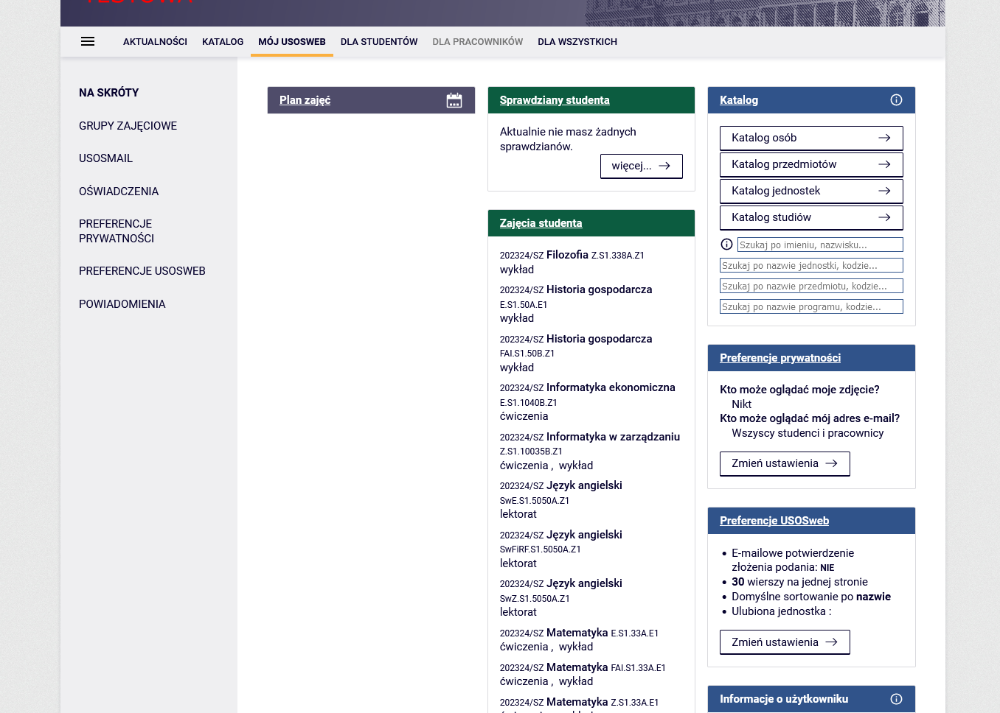 AKTUALNOŚCI KATALOG MÓJ USOSWEB DLA STUDENTÓW DLA PRACOWNIKÓW DLA WSZYSTKICH
NA SKRÓTY
GRUPY ZAJĘCIOWE
USOSMAIL
OŚWIADCZENIA
PREFERENCJE
PRYWATNOŚCI
PREFERENCJE USOSWEB
POWIADOMIENIA
Plan zajęć
Sprawdziany studenta
Aktualnie nie masz żadnych
sprawdzianów.
więcej...
Zajęcia studenta
202324/SZ Filozofia Z.S1.338A.Z1
wykład
202324/SZ Historia gospodarcza
E.S1.50A.E1
wykład
202324/SZ Historia gospodarcza
FAI.S1.50B.Z1
wykład
202324/SZ Informatyka ekonomiczna
E.S1.1040B.Z1
ćwiczenia
202324/SZ Informatyka w zarządzaniu
Z.S1.10035B.Z1
ćwiczenia , wykład
202324/SZ Język angielski
SwE.S1.5050A.Z1
lektorat
202324/SZ Język angielski
SwFiRF.S1.5050A.Z1
lektorat
202324/SZ Język angielski
SwZ.S1.5050A.Z1
lektorat
202324/SZ Matematyka E.S1.33A.E1
ćwiczenia , wykład
202324/SZ Matematyka FAI.S1.33A.E1
ćwiczenia , wykład
202324/SZ Matematyka Z.S1.33A.E1
Katalog
Katalog osób
Katalog przedmiotów
Katalog jednostek
Katalog studiów
Szukaj po imieniu, nazwisku...
Szukaj po nazwie jednostki, kodzie...
Szukaj po nazwie przedmiotu, kodzie...
Szukaj po nazwie programu, kodzie...
Preferencje prywatności
Kto może oglądać moje zdjęcie?
Nikt
Kto może oglądać mój adres e-mail?
Wszyscy studenci i pracownicy
Zmień ustawienia
Preferencje USOSweb
• E-mailowe potwierdzenie
złożenia podania: NIE
• 30 wierszy na jednej stronie
• Domyślne sortowanie po nazwie
• Ulubiona jednostka :
Zmień ustawienia
Informacje o użytkowniku